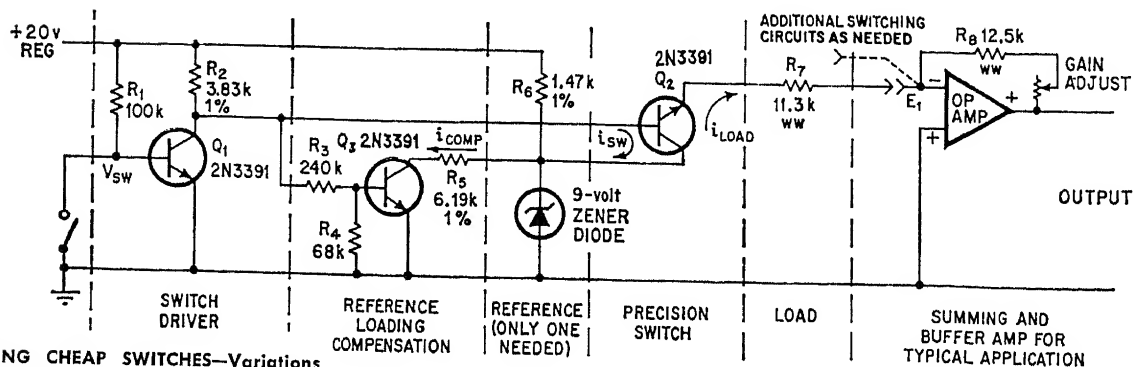 +20v
REG
R1
100k
R2
3.83k
1%
Q1
2N3391
VSW
R3
240k
Q3 2N3391
iCOMP
R4
68k
R5
6.19k
1%
R6
1.47k
1%
9-volt
ZENER
DIODE
2N3391
Q2
iSW
iLOAD
R7
11.3k
WW
ADDITIONAL SWITCHING
CIRCUITS AS NEEDED
E1
R8 12.5k
WW
GAIN
ADJUST
-
+
OP
AMP
+
OUTPUT
SWITCH
DRIVER
REFERENCE
LOADING
COMPENSATION
REFERENCE
(ONLY ONE
NEEDED)
PRECISION
SWITCH
LOAD
SUMMING AND
BUFFER AMP FOR
TYPICAL APPLICATION
NG CHEAP SWITCHES—Variations